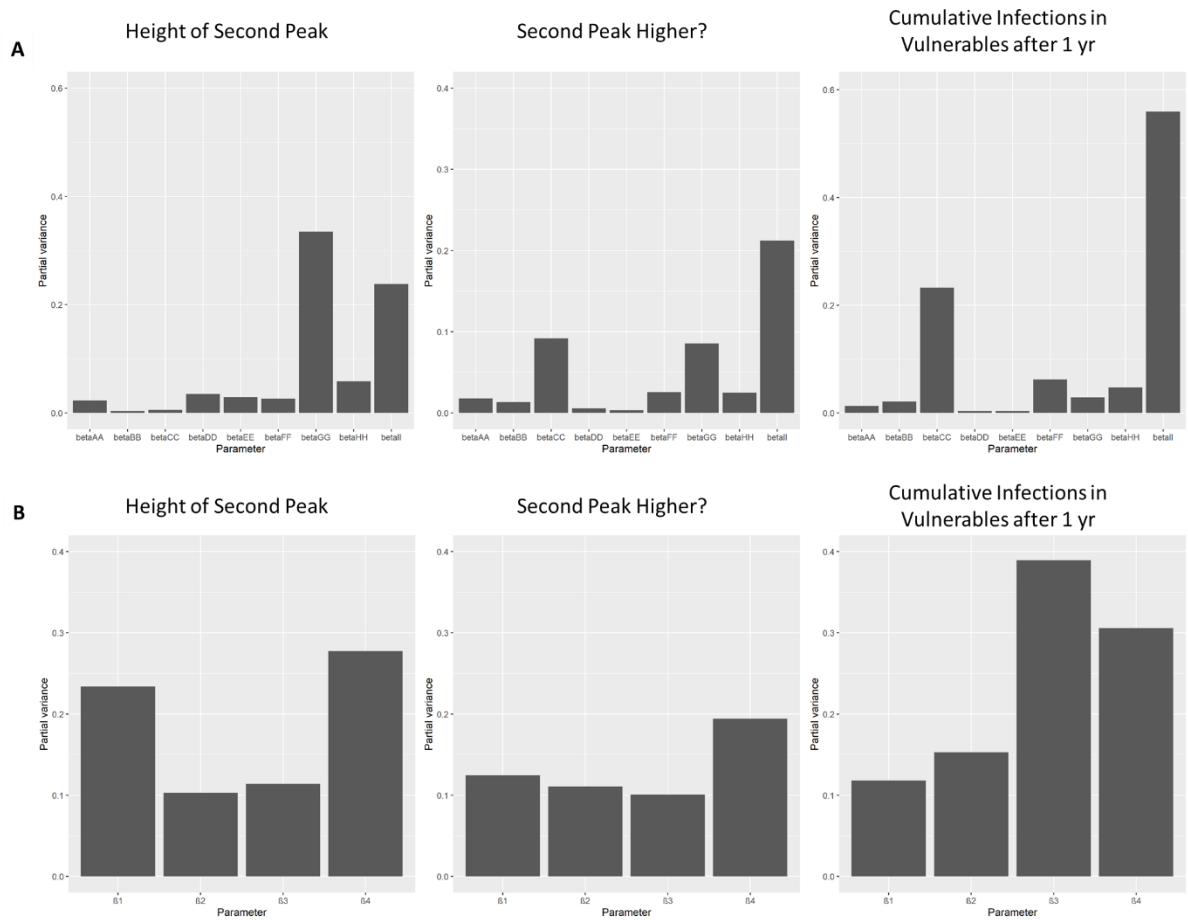 A
Height of Second Peak
Second Peak Higher?
Cumulative Infections in
Vulnerables after 1 yr
Partial variance
0.6
0.4
0.2
0.0
betaAA betaBB betaCC betaDD betaEE betaFF betaGG betaHH betaII
Parameter
Partial variance
0.4
0.3
0.2
0.1
0.0
betaAA betaBB betaCC betaDD betaEE betaFF betaGG betaHH betaII
Parameter
Partial variance
0.6
0.4
0.2
0.0
betaAA betaBB betaCC betaDD betaEE betaFF betaGG betaHH betaII
Parameter
B
Height of Second Peak
Second Peak Higher?
Cumulative Infections in
Vulnerables after 1 yr
Partial variance
0.4
0.3
0.2
0.1
0.0
ß1 ß2 ß3 ß4
Parameter
Partial variance
0.4
0.3
0.2
0.1
0.0
ß1 ß2 ß3 ß4
Parameter
Partial variance
0.4
0.3
0.2
0.1
0.0
ß1 ß2 ß3 ß4
Parameter